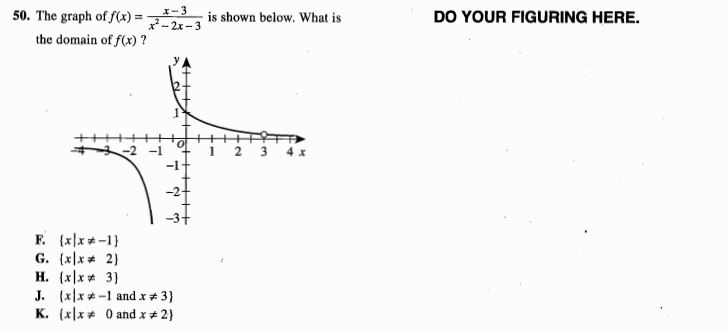 50. The graph of f(x) = (x-3)/(x²-2x-3) is shown below. What is
the domain of f(x) ?
DO YOUR FIGURING HERE.
y
2
1
-4 -3 -2 -1 O 1 2 3 4 x
-1
-2
-3
F. {x|x≠-1}
G. {x|x≠ 2}
H. {x|x≠ 3}
J. {x|x≠-1 and x≠3}
K. {x|x≠ 0 and x≠2}